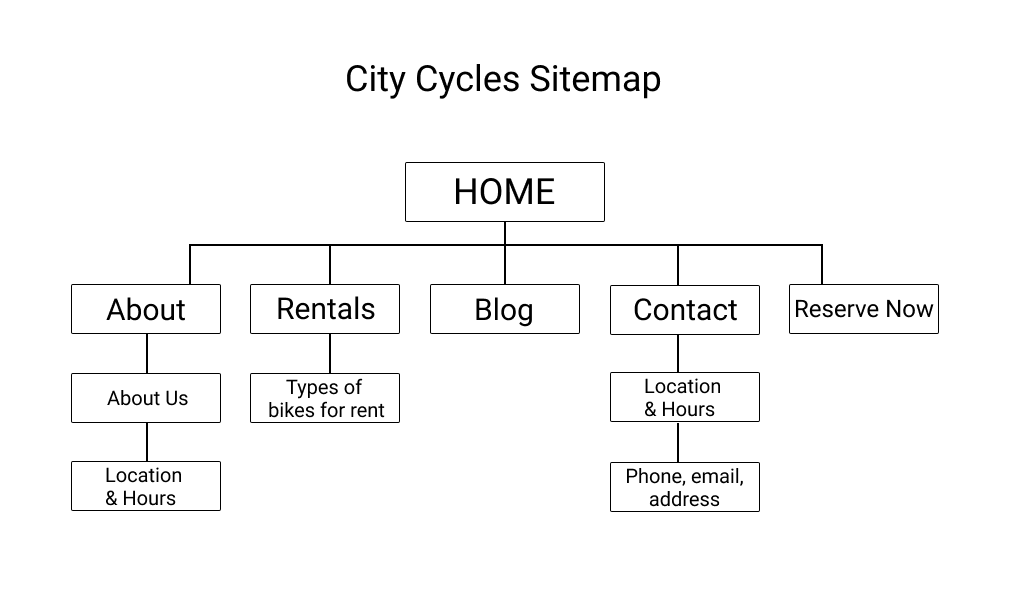 City Cycles Sitemap
HOME
About
Rentals
Blog
Contact
Reserve Now
About Us
Types of
bikes for rent
Location
& Hours
Location
& Hours
Phone, email,
address